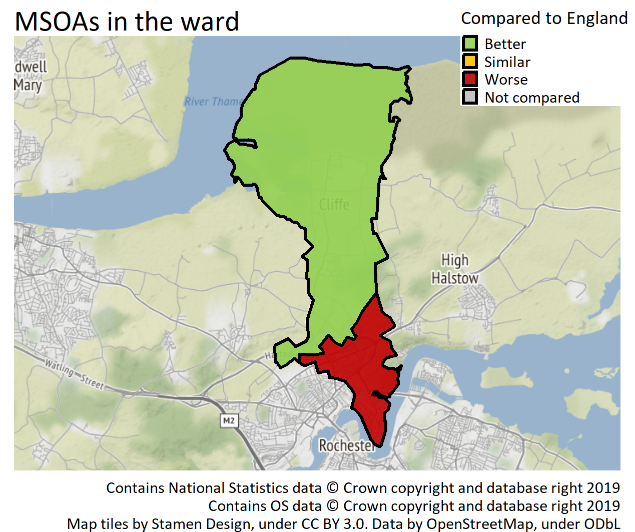 MSOAs in the ward
Compared to England
Better
Similar
Worse
Not compared
dwell
Mary
River Tham
Cliffe
High
Halstow
Watling-Street
M2
Rochester
Contains National Statistics data © Crown copyright and database right 2019
Contains OS data © Crown copyright and database right 2019
Map tiles by Stamen Design, under CC BY 3.0. Data by OpenStreetMap, under ODbL